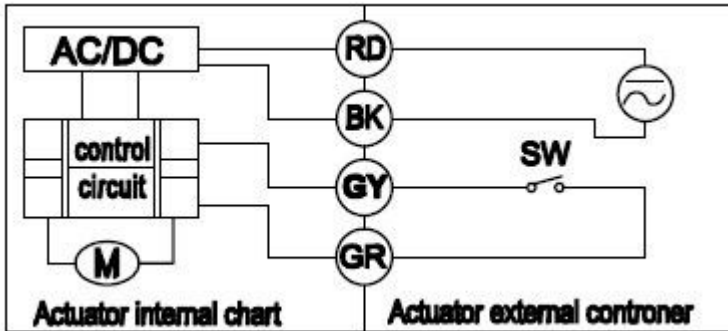 AC/DC
RD
BK
control
circuit
GY
SW
GR
M
Actuator internal chart
Actuator external controner